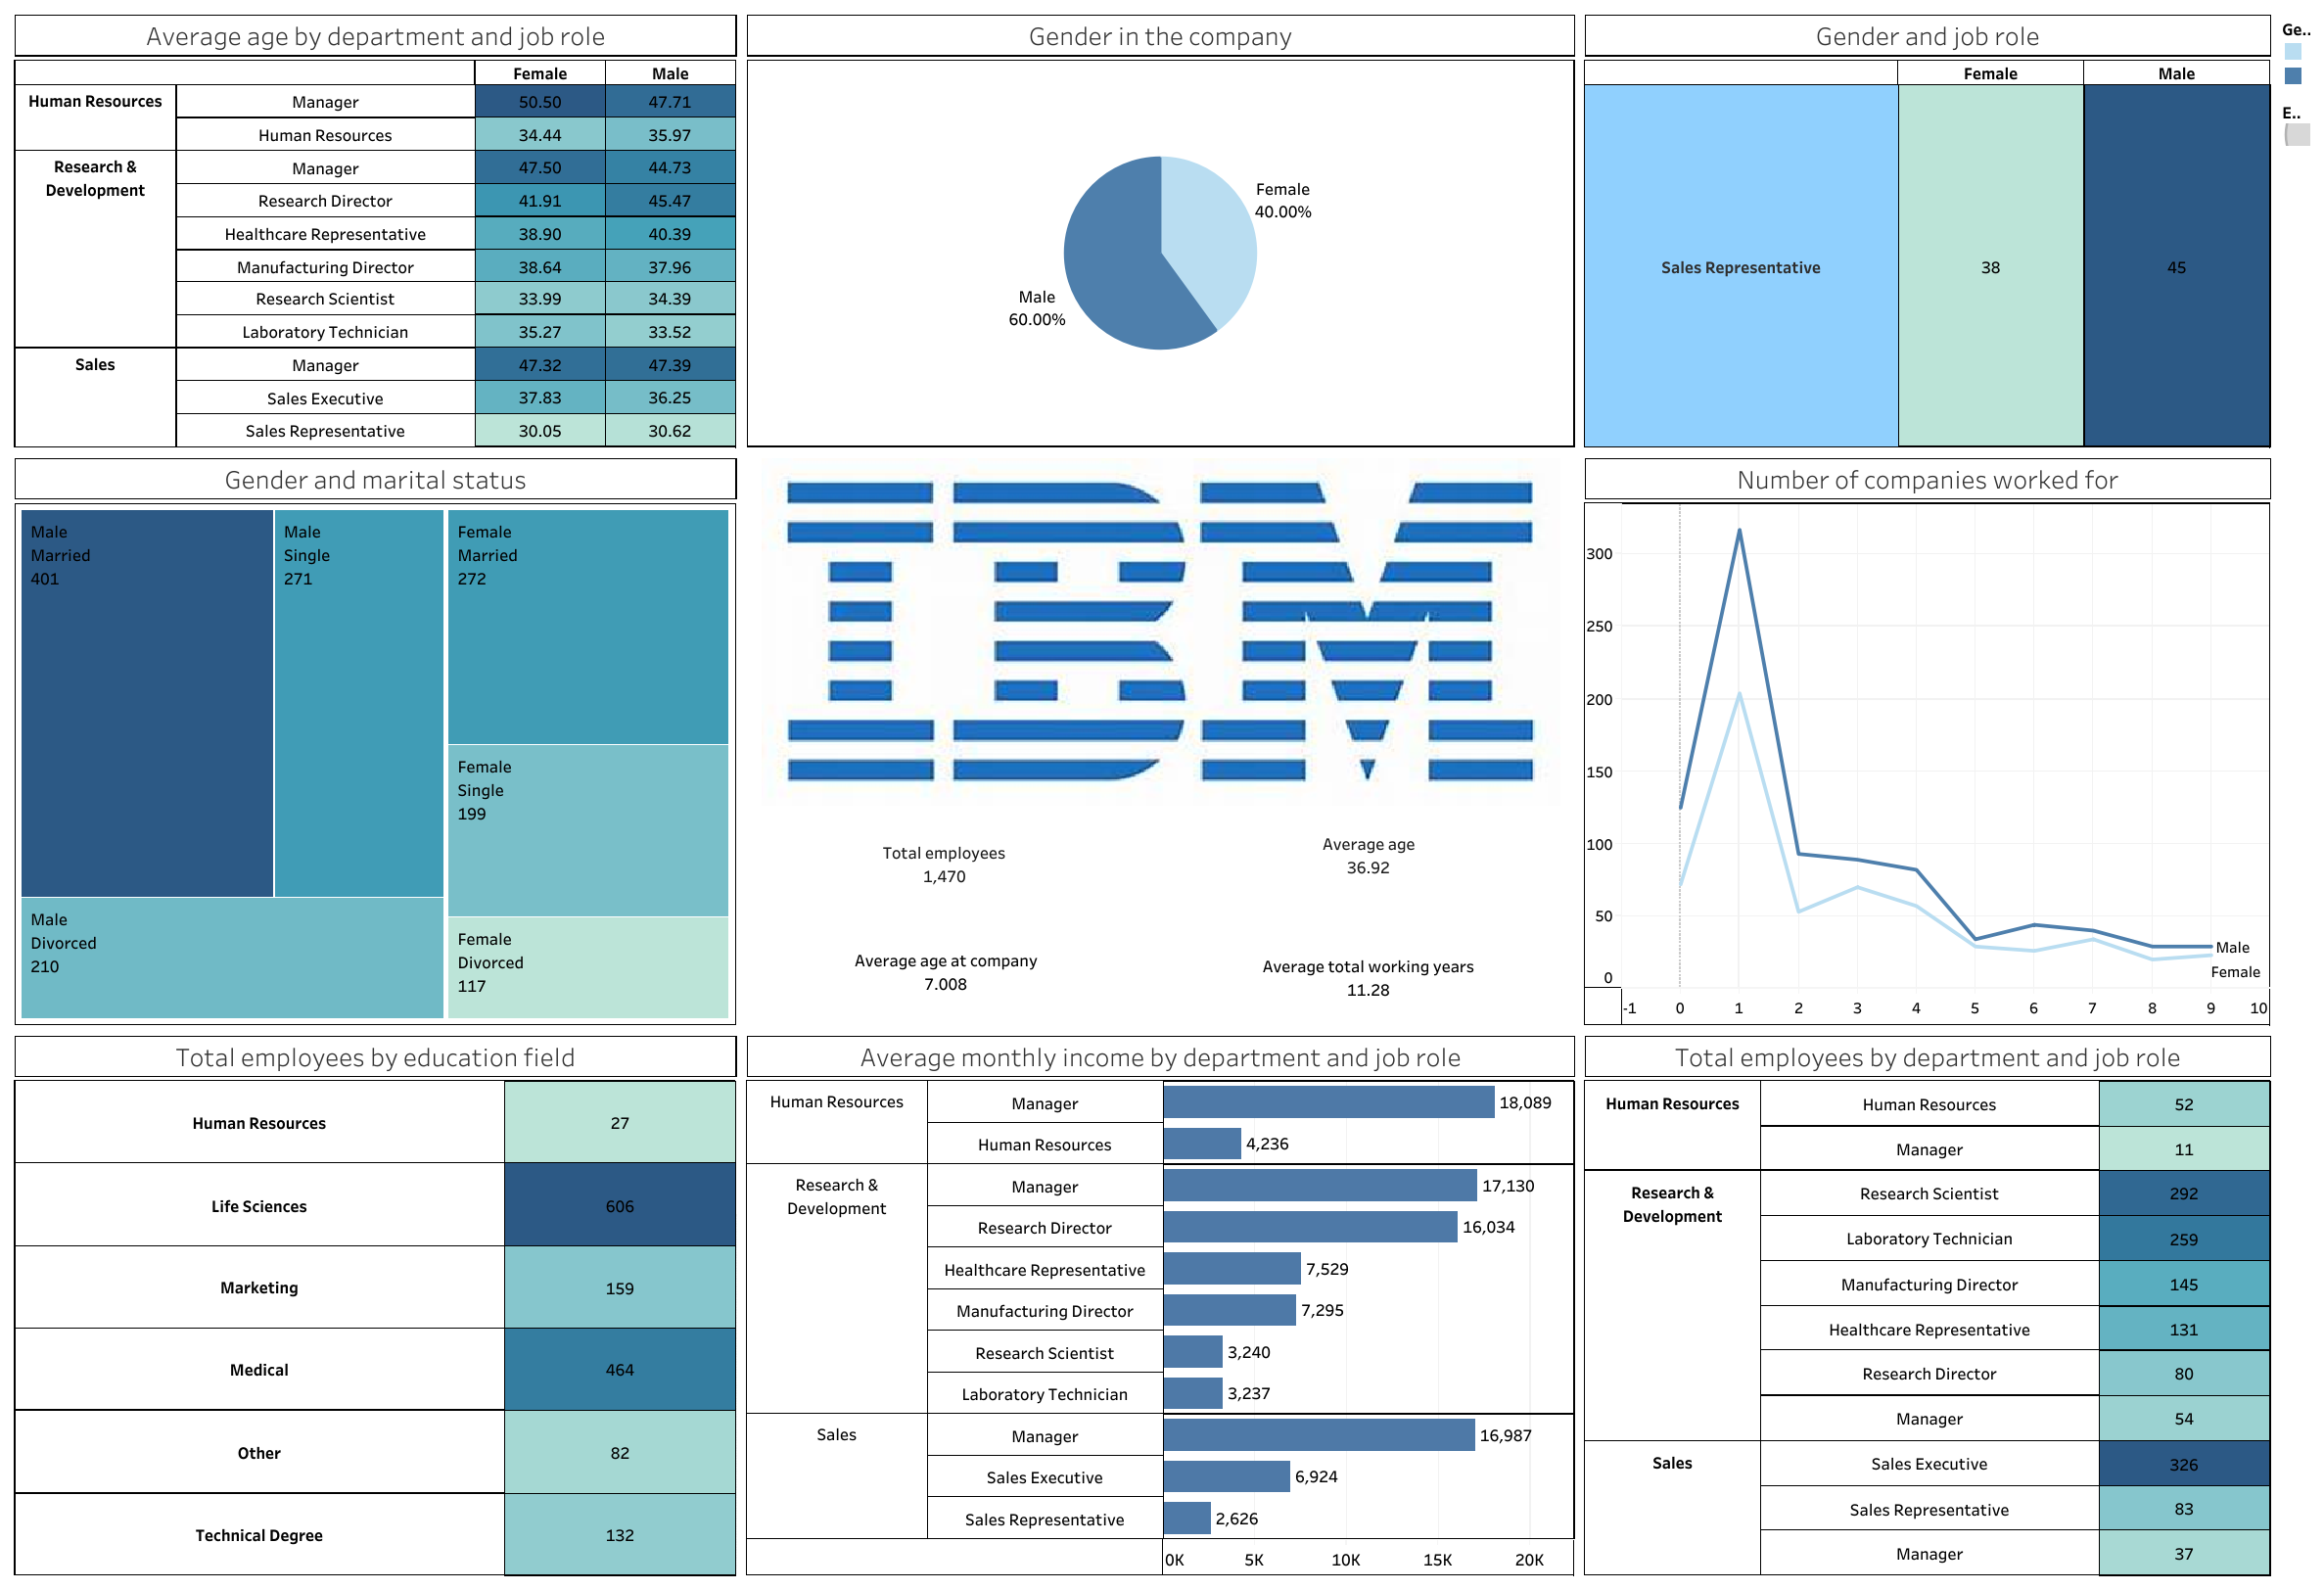 Average age by department and job role
Female Male
Human Resources Manager 50.50 47.71
Human Resources 34.44 35.97
Research &
Development
Manager 47.50 44.73
Research Director 41.91 45.47
Healthcare Representative 38.90 40.39
Manufacturing Director 38.64 37.96
Research Scientist 33.99 34.39
Laboratory Technician 35.27 33.52
Sales Manager 47.32 47.39
Sales Executive 37.83 36.25
Sales Representative 30.05 30.62
Gender in the company
Female
40.00%
Male
60.00%
Gender and job role
Female Male
Sales Representative 38 45
Ge..
E..
Gender and marital status
Male
Married
401
Male
Single
271
Female
Married
272
Female
Single
199
Male
Divorced
210
Female
Divorced
117
IBM
Total employees
1,470
Average age
36.92
Average age at company
7.008
Average total working years
11.28
Number of companies worked for
300
250
200
150
100
50
0
Male
Female
-1 0 1 2 3 4 5 6 7 8 9 10
Total employees by education field
Human Resources 27
Life Sciences 606
Marketing 159
Medical 464
Other 82
Technical Degree 132
Average monthly income by department and job role
Human Resources Manager 18,089
Human Resources 4,236
Research &
Development
Manager 17,130
Research Director 16,034
Healthcare Representative 7,529
Manufacturing Director 7,295
Research Scientist 3,240
Laboratory Technician 3,237
Sales Manager 16,987
Sales Executive 6,924
Sales Representative 2,626
0K 5K 10K 15K 20K
Total employees by department and job role
Human Resources Human Resources 52
Manager 11
Research &
Development
Research Scientist 292
Laboratory Technician 259
Manufacturing Director 145
Healthcare Representative 131
Research Director 80
Manager 54
Sales Sales Executive 326
Sales Representative 83
Manager 37